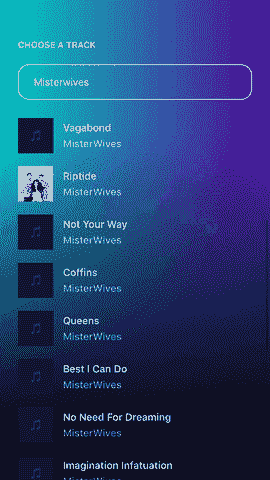 CHOOSE A TRACK
Misterwives
Vagabond
MisterWives
Riptide
MisterWives
Not Your Way
MisterWives
Coffins
MisterWives
Queens
MisterWives
Best I Can Do
MisterWives
No Need For Dreaming
MisterWives
Imagination Infatuation
MisterWives